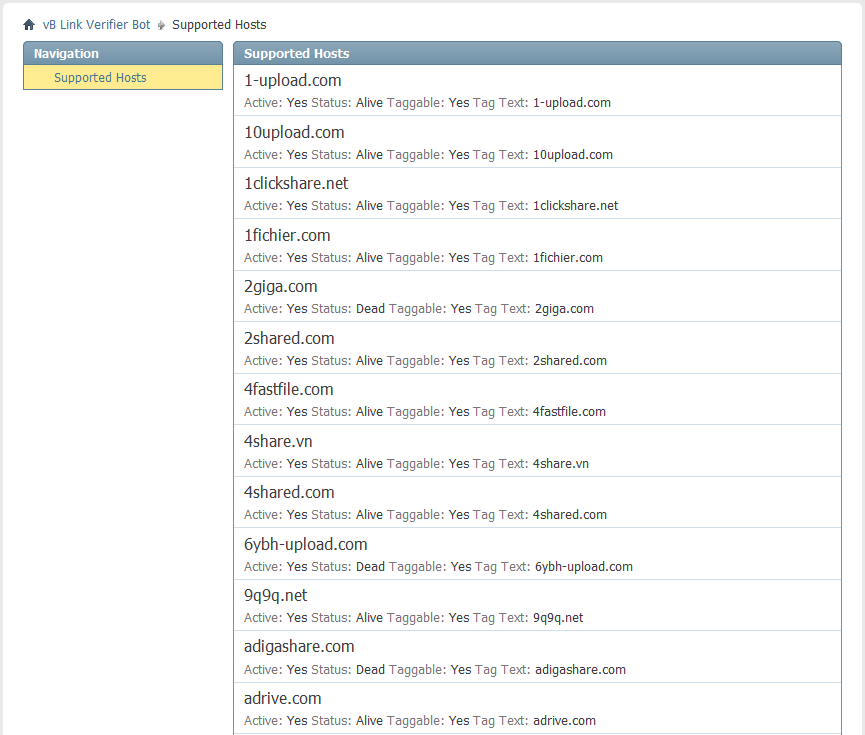 vB Link Verifier Bot Supported Hosts
Navigation
Supported Hosts
Supported Hosts
1-upload.com
Active: Yes Status: Alive Taggable: Yes Tag Text: 1-upload.com
10upload.com
Active: Yes Status: Alive Taggable: Yes Tag Text: 10upload.com
1clickshare.net
Active: Yes Status: Alive Taggable: Yes Tag Text: 1clickshare.net
1fichier.com
Active: Yes Status: Alive Taggable: Yes Tag Text: 1fichier.com
2giga.com
Active: Yes Status: Dead Taggable: Yes Tag Text: 2giga.com
2shared.com
Active: Yes Status: Alive Taggable: Yes Tag Text: 2shared.com
4fastfile.com
Active: Yes Status: Alive Taggable: Yes Tag Text: 4fastfile.com
4share.vn
Active: Yes Status: Alive Taggable: Yes Tag Text: 4share.vn
4shared.com
Active: Yes Status: Alive Taggable: Yes Tag Text: 4shared.com
6ybh-upload.com
Active: Yes Status: Dead Taggable: Yes Tag Text: 6ybh-upload.com
9q9q.net
Active: Yes Status: Alive Taggable: Yes Tag Text: 9q9q.net
adigashare.com
Active: Yes Status: Dead Taggable: Yes Tag Text: adigashare.com
adrive.com
Active: Yes Status: Alive Taggable: Yes Tag Text: adrive.com